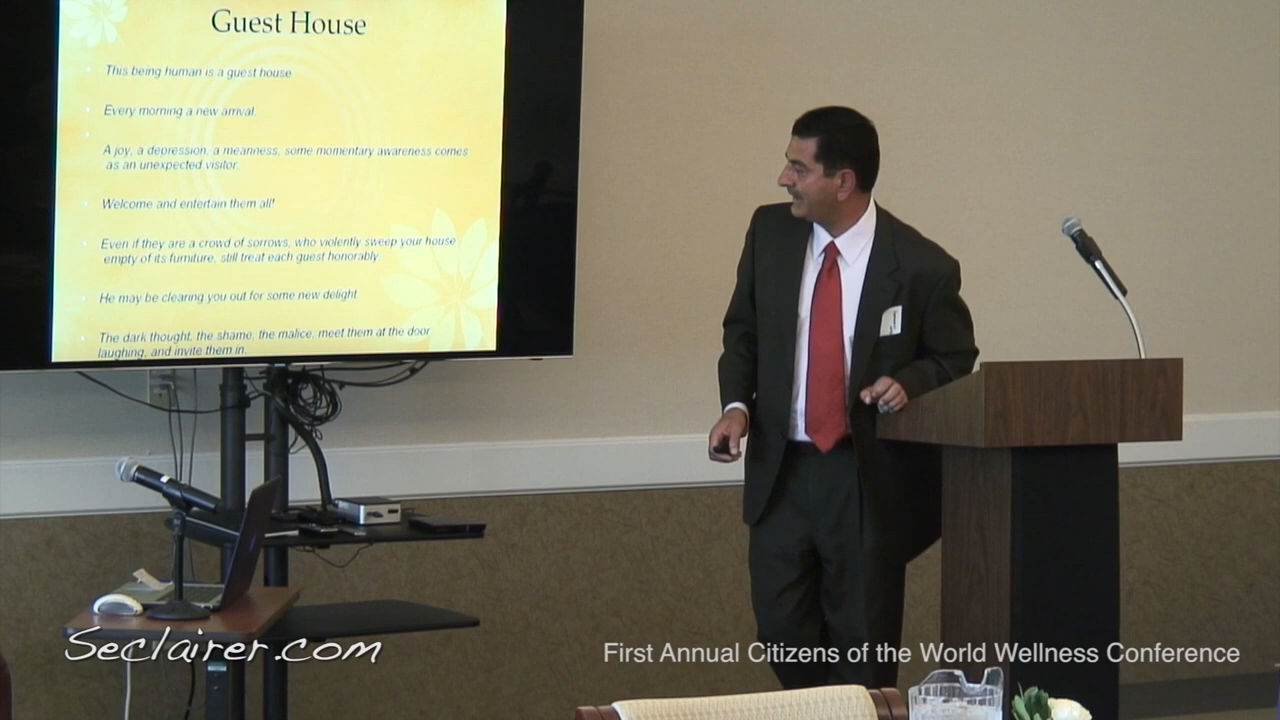 Guest House
This being human is a guest house
Every morning a new arrival.
A joy, a depression, a meanness, some momentary awareness comes
as an unexpected visitor.
Welcome and entertain them all!
Even if they are a crowd of sorrows, who violently sweep your house
empty of its furniture, still treat each guest honorably.
He may be clearing you out for some new delight.
The dark thought, the shame, the malice, meet them at the door
laughing, and invite them in.
Seclairer.com
First Annual Citizens of the World Wellness Conference